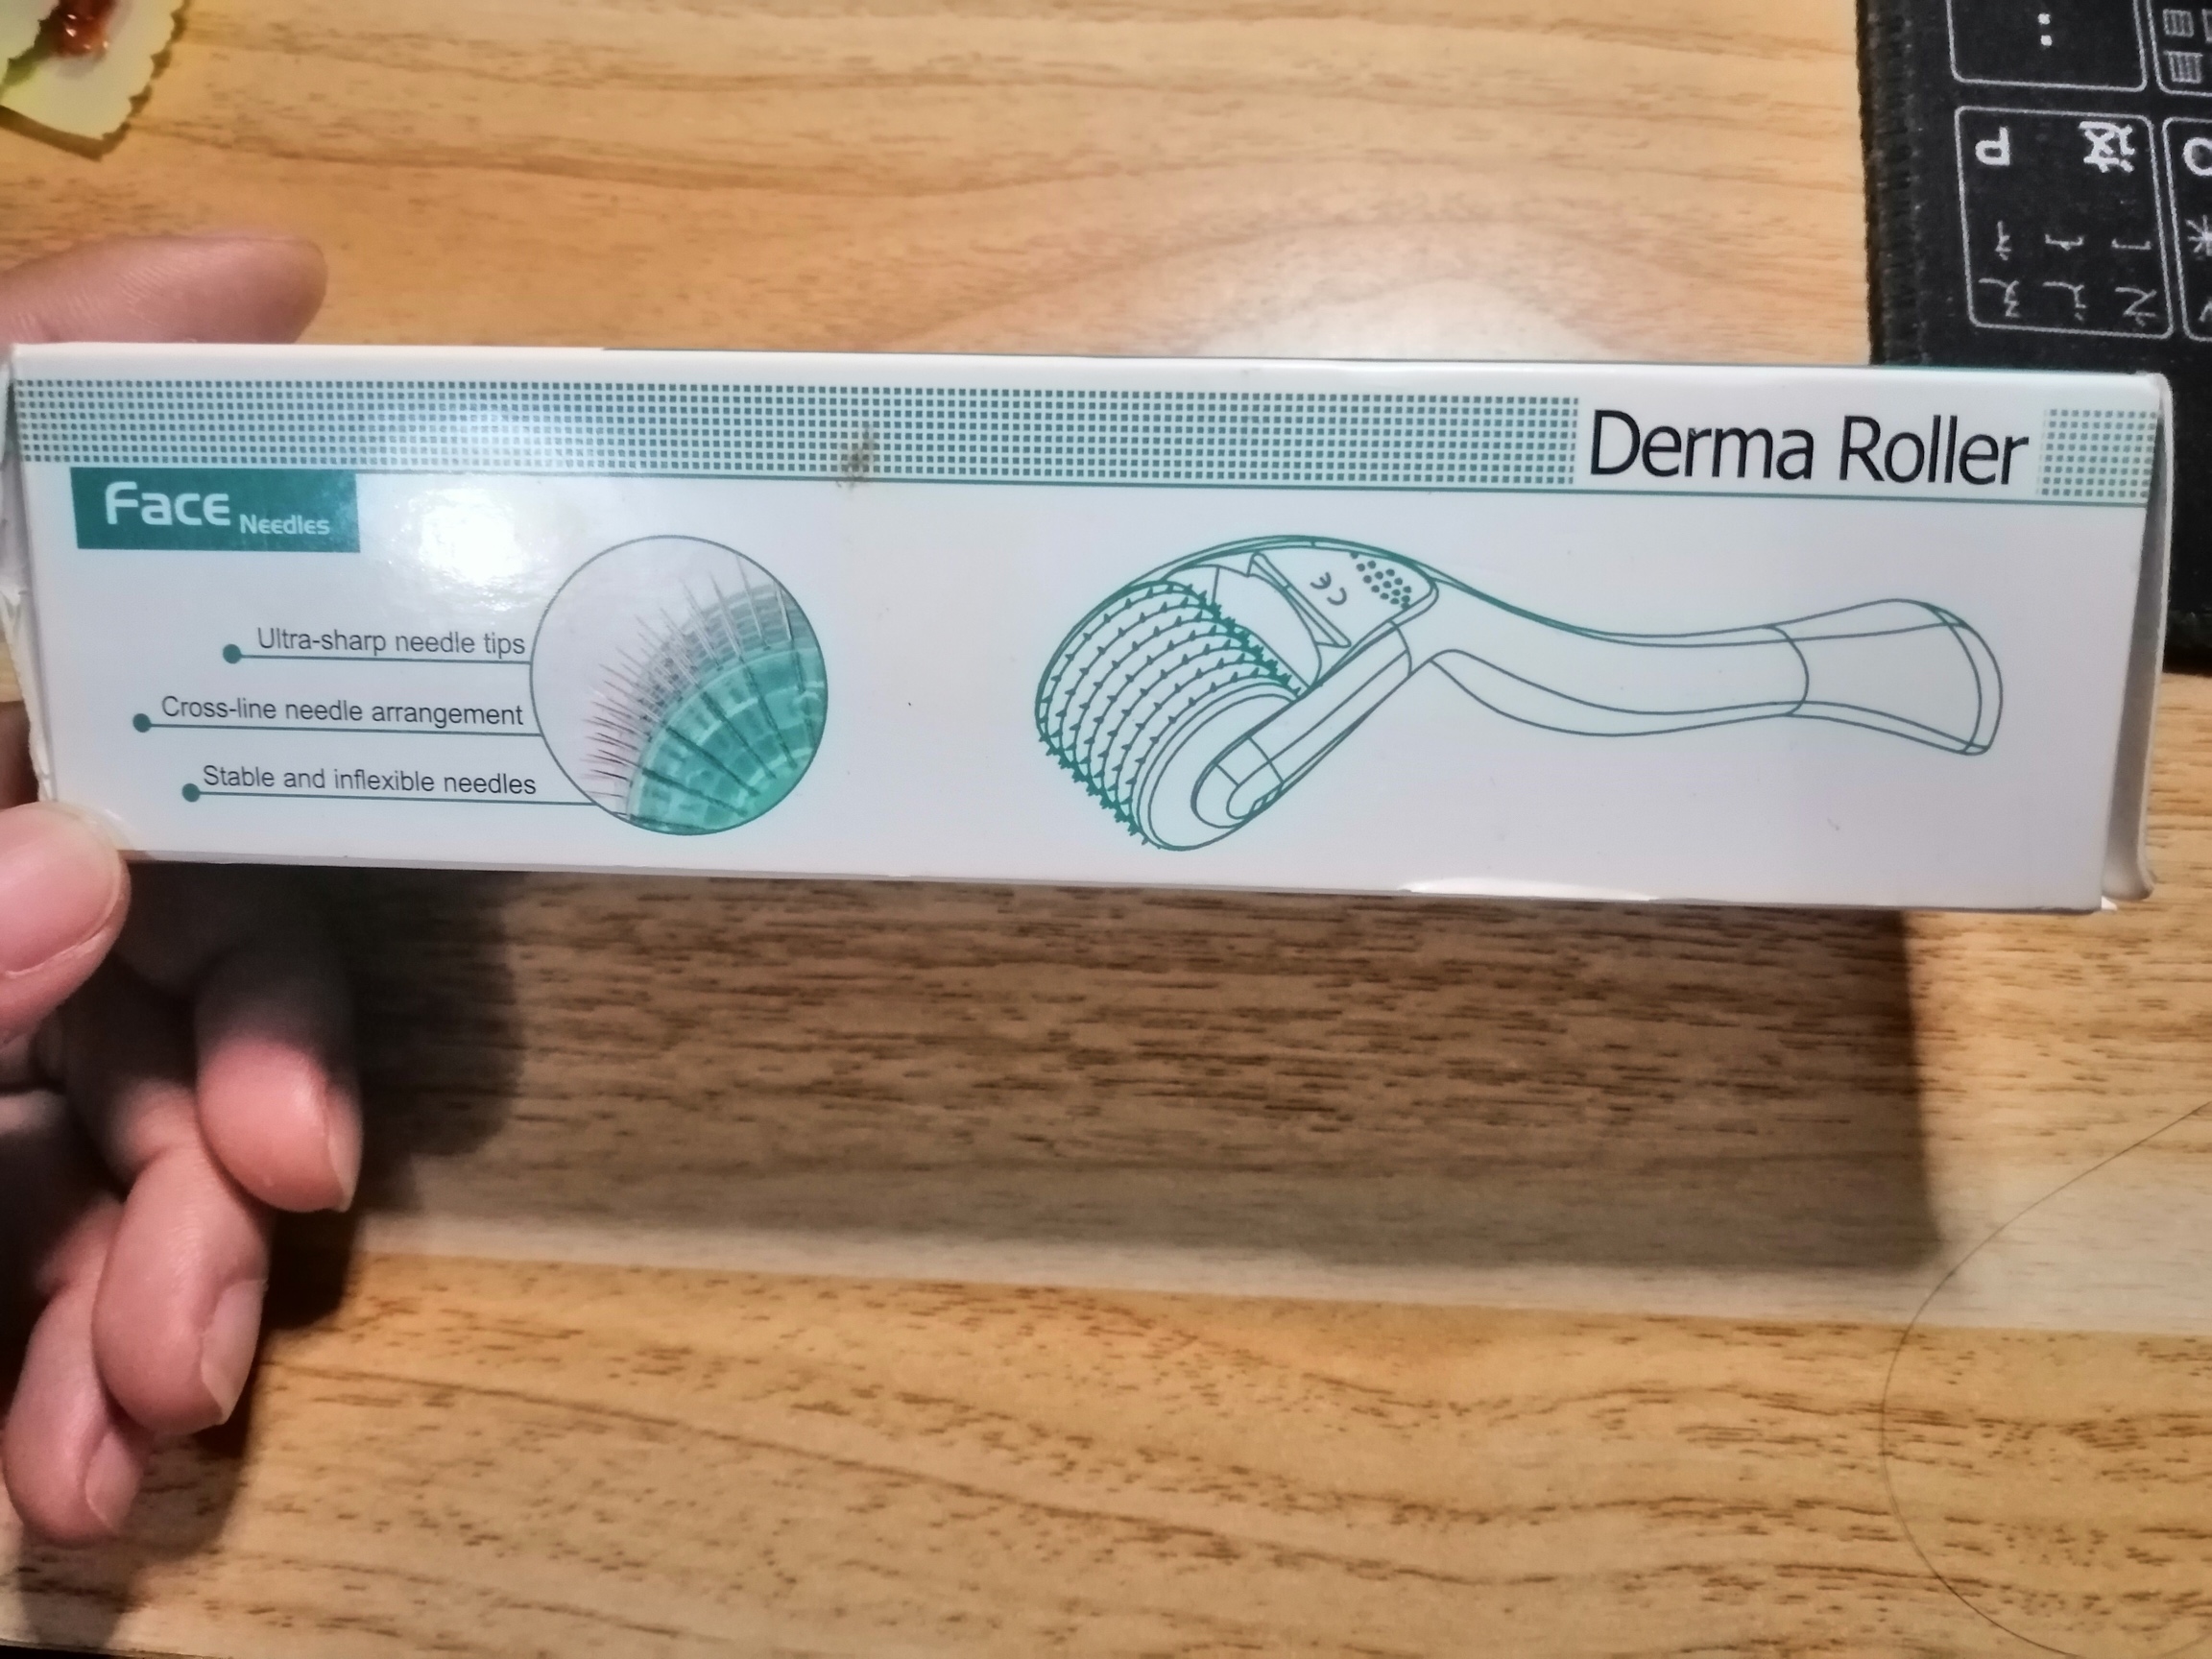 Derma Roller
Face Needles
Ultra-sharp needle tips
Cross-line needle arrangement
Stable and inflexible needles
CE
P